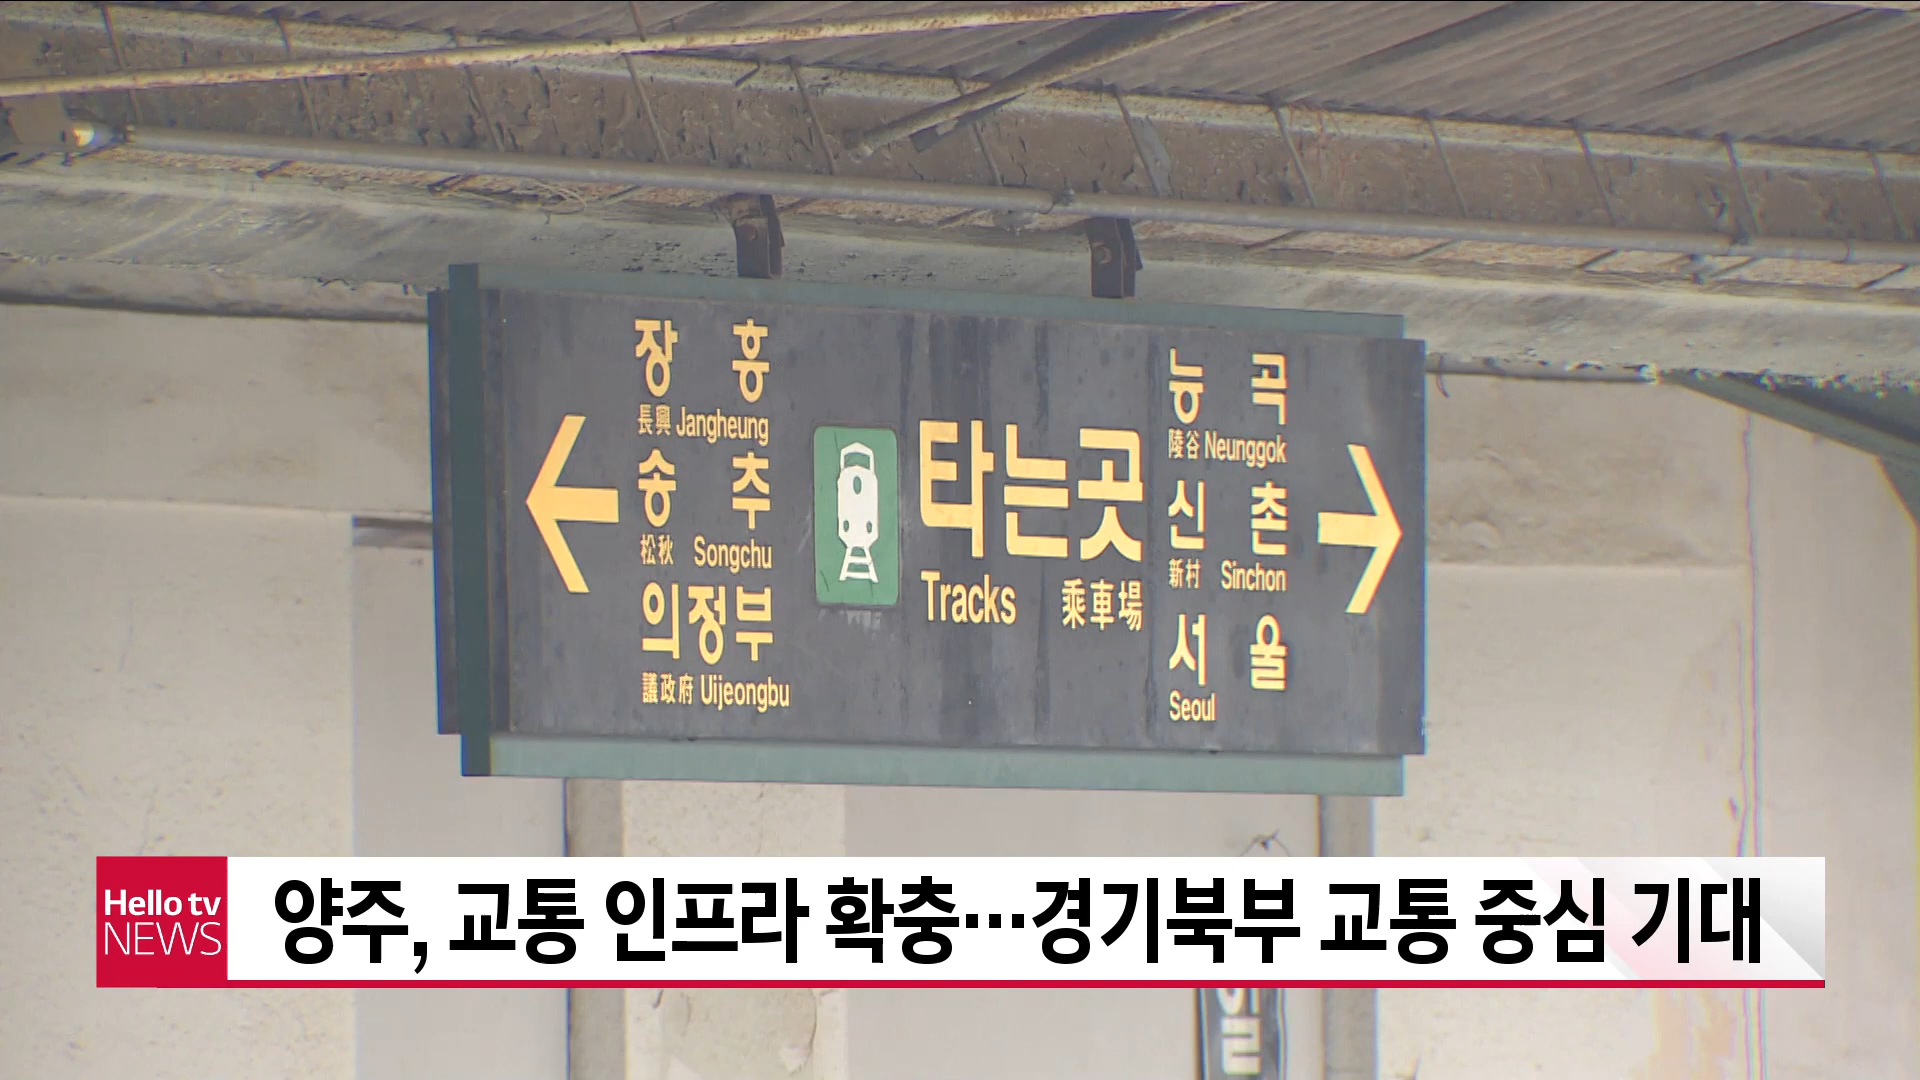 장 흥
長興 Jangheung
송 추
松秋 Songchu
의정부
議政府 Uijeongbu
타는곳
Tracks 乘車場
능 곡
陵谷 Neunggok
신 촌
新村 Sinchon
서 울
Seoul
Hello tv
NEWS
양주, 교통 인프라 확충…경기북부 교통 중심 기대
일